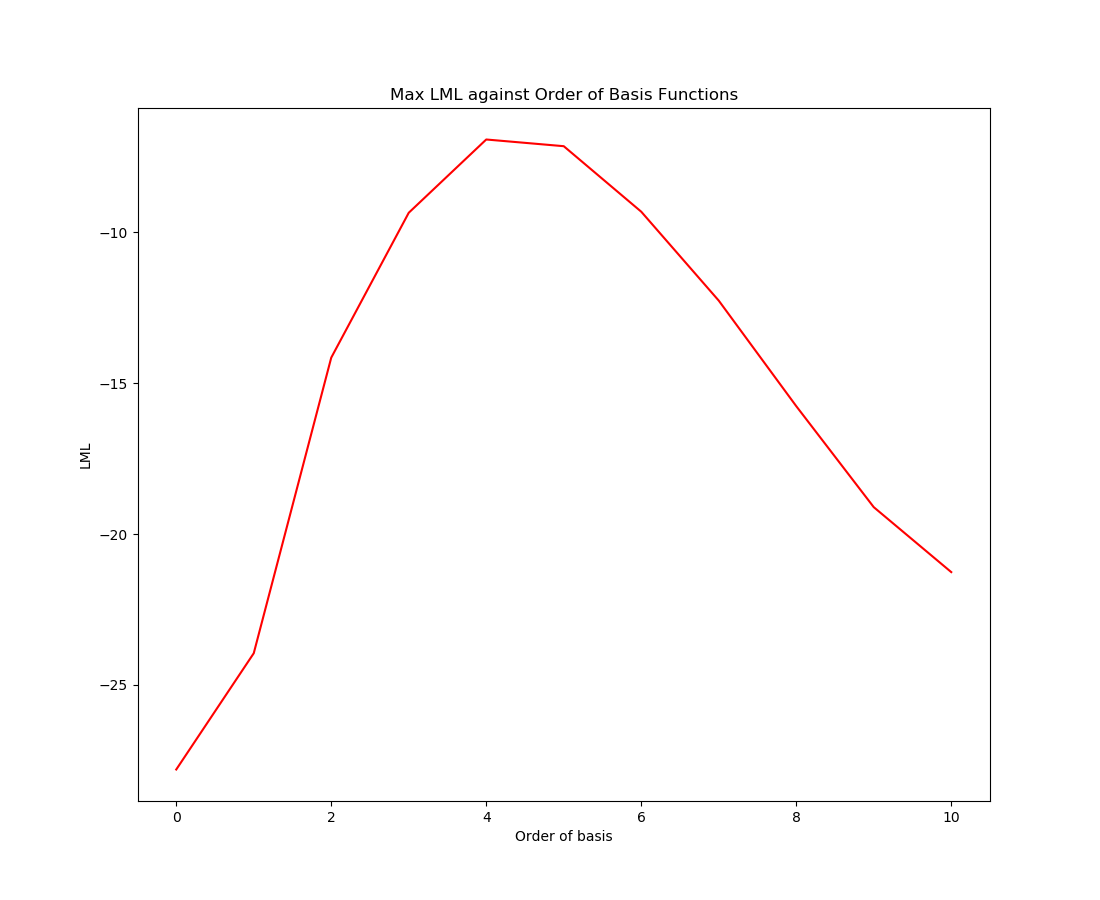 Max LML against Order of Basis Functions
−10
−15
−20
−25
LML
0 2 4 6 8 10
Order of basis